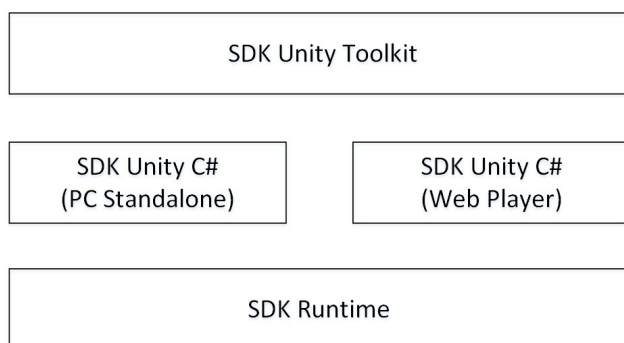 SDK Unity Toolkit
SDK Unity C#
(PC Standalone)
SDK Unity C#
(Web Player)
SDK Runtime